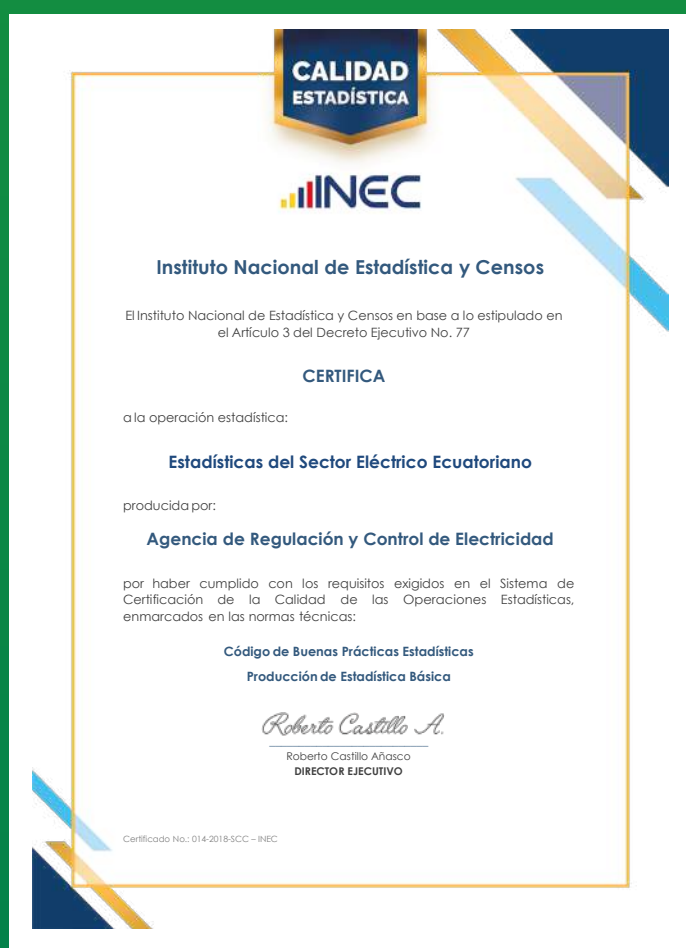 CALIDAD
ESTADÍSTICA
INEC
Instituto Nacional de Estadística y Censos
El Instituto Nacional de Estadística y Censos en base a lo estipulado en
el Artículo 3 del Decreto Ejecutivo No. 77
CERTIFICA
a la operación estadística:
Estadísticas del Sector Eléctrico Ecuatoriano
producida por:
Agencia de Regulación y Control de Electricidad
por haber cumplido con los requisitos exigidos en el Sistema de
Certificación de la Calidad de las Operaciones Estadísticas,
enmarcados en las normas técnicas:
Código de Buenas Prácticas Estadísticas
Producción de Estadística Básica
Roberto Castillo A.
Roberto Castillo Añasco
DIRECTOR EJECUTIVO
Certificado No.: 014-2018-SCC – INEC